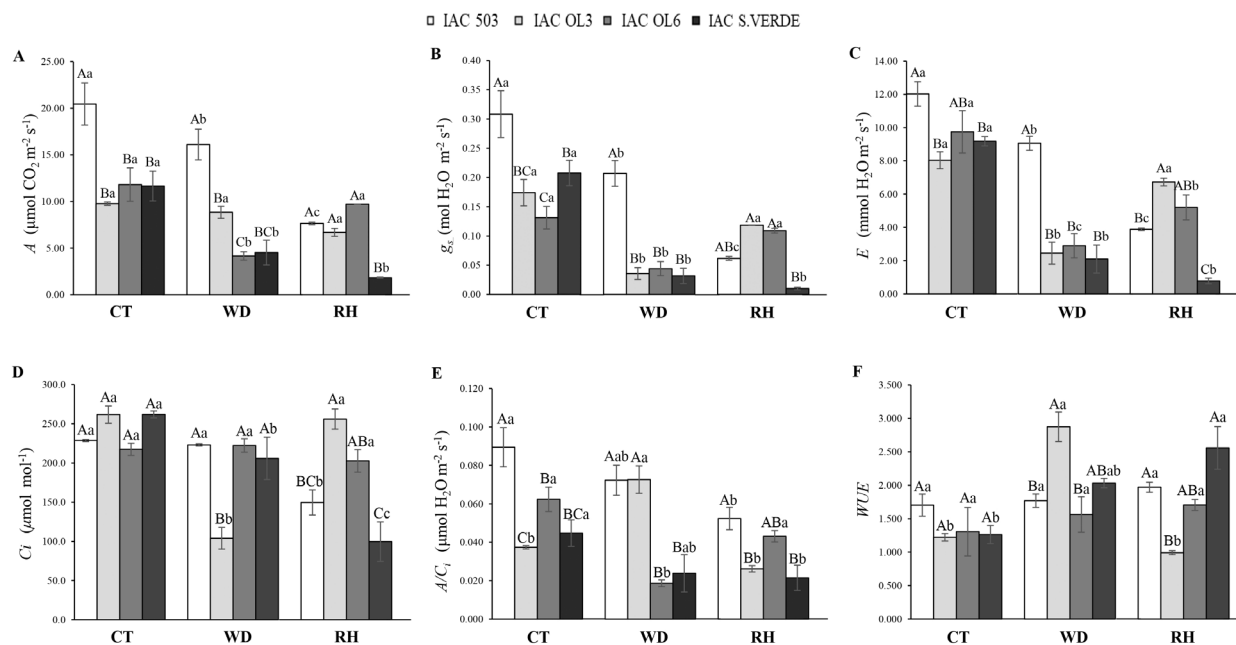 IAC 503 IAC OL3 IAC OL6 IAC S.VERDE
A
A (µmol CO2 m-2 s-1)
25.00
20.00
15.00
10.00
5.00
0.00
Aa Ba Ba Ba
Ab Ba Cb BCb
Ac Aa Aa Bb
CT WD RH
B
gs (mol H2O m-2 s-1)
0.40
0.35
0.30
0.25
0.20
0.15
0.10
0.05
0.00
Aa BCa Ca Ba
Ab Bb Bb Bb
ABc Aa Aa Bb
CT WD RH
C
E (mmol H2O m-2 s-1)
14.00
12.00
10.00
8.00
6.00
4.00
2.00
0.00
Aa Ba ABa Ba
Ab Bb Bc Bb
Bc Aa ABb Cb
CT WD RH
D
Ci (µmol mol-1)
300.0
250.0
200.0
150.0
100.0
50.0
0.0
Aa Aa Aa Aa
Aa Bb Aa Ab
BCb Aa ABa Cc
CT WD RH
E
A/Ci (µmol H2O m-2 s-1)
0.120
0.100
0.080
0.060
0.040
0.020
0.000
Aa Cb Ba BCa
Aab Aa Bb Bab
Ab Bb ABa Bb
CT WD RH
F
WUE
3.500
3.000
2.500
2.000
1.500
1.000
0.500
0.000
Aa Ab Aa Ab
Ba Aa Ba ABab
Aa Bb ABa Aa
CT WD RH